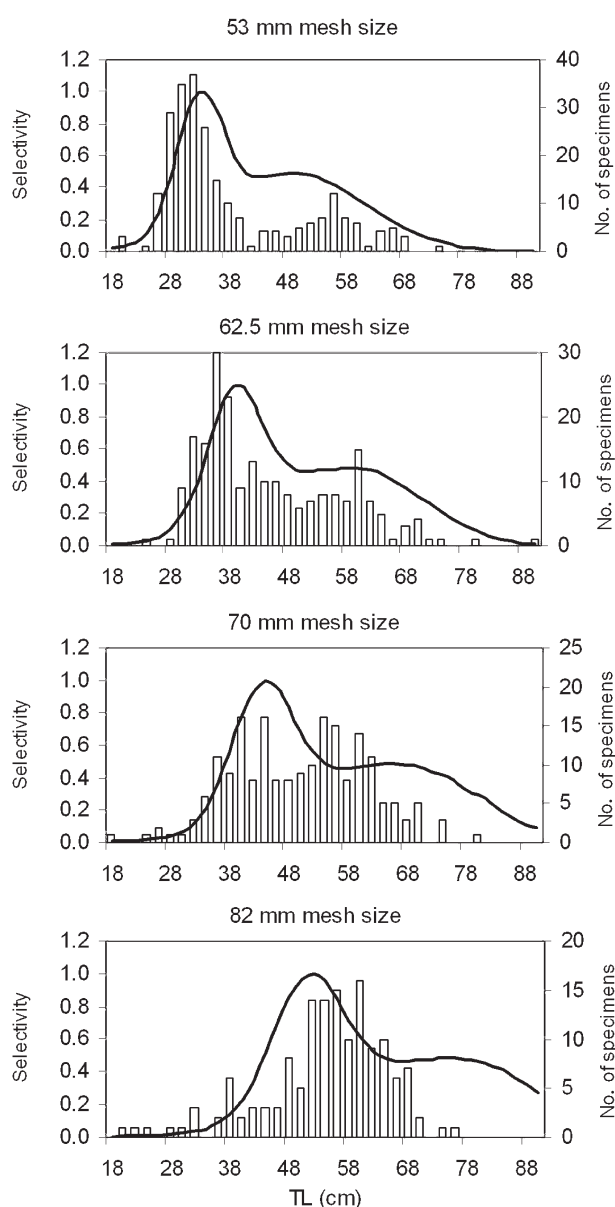 53 mm mesh size
1.2 40
1.0
30
0.8
0.6 20
0.4
10
0.2
0.0 0
18 28 38 48 58 68 78 88
Selectivity
No. of specimens
62.5 mm mesh size
1.2 30
1.0
0.8 20
0.6
0.4 10
0.2
0.0 0
18 28 38 48 58 68 78 88
Selectivity
No. of specimens
70 mm mesh size
1.2 25
1.0 20
0.8 15
0.6
0.4 10
0.2 5
0.0 0
18 28 38 48 58 68 78 88
Selectivity
No. of specimens
82 mm mesh size
1.2 20
1.0
0.8 15
0.6 10
0.4
0.2 5
0.0 0
18 28 38 48 58 68 78 88
Selectivity
No. of specimens
TL (cm)